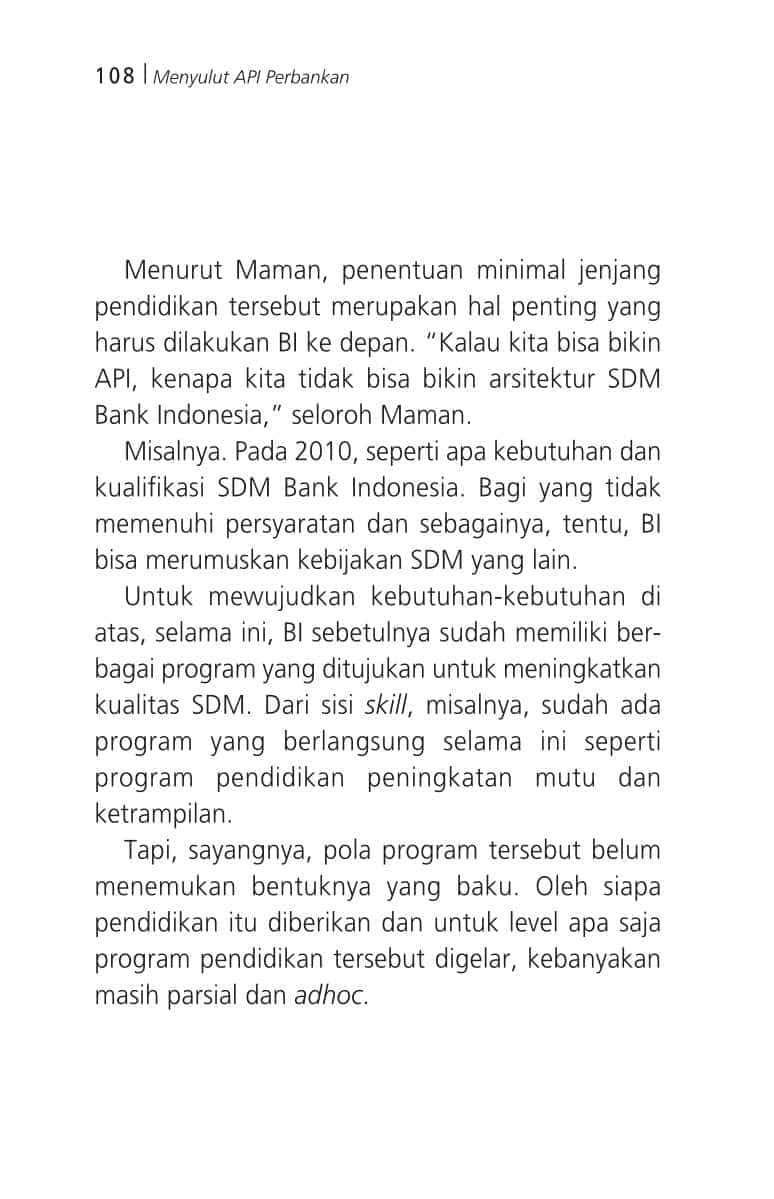 108 | Menyulut API Perbankan
Menurut Maman, penentuan minimal jenjang
pendidikan tersebut merupakan hal penting yang
harus dilakukan BI ke depan. “Kalau kita bisa bikin
API, kenapa kita tidak bisa bikin arsitektur SDM
Bank Indonesia,” seloroh Maman.
Misalnya. Pada 2010, seperti apa kebutuhan dan
kualifikasi SDM Bank Indonesia. Bagi yang tidak
memenuhi persyaratan dan sebagainya, tentu, BI
bisa merumuskan kebijakan SDM yang lain.
Untuk mewujudkan kebutuhan-kebutuhan di
atas, selama ini, BI sebetulnya sudah memiliki ber-
bagai program yang ditujukan untuk meningkatkan
kualitas SDM. Dari sisi skill, misalnya, sudah ada
program yang berlangsung selama ini seperti
program pendidikan peningkatan mutu dan
ketrampilan.
Tapi, sayangnya, pola program tersebut belum
menemukan bentuknya yang baku. Oleh siapa
pendidikan itu diberikan dan untuk level apa saja
program pendidikan tersebut digelar, kebanyakan
masih parsial dan adhoc.